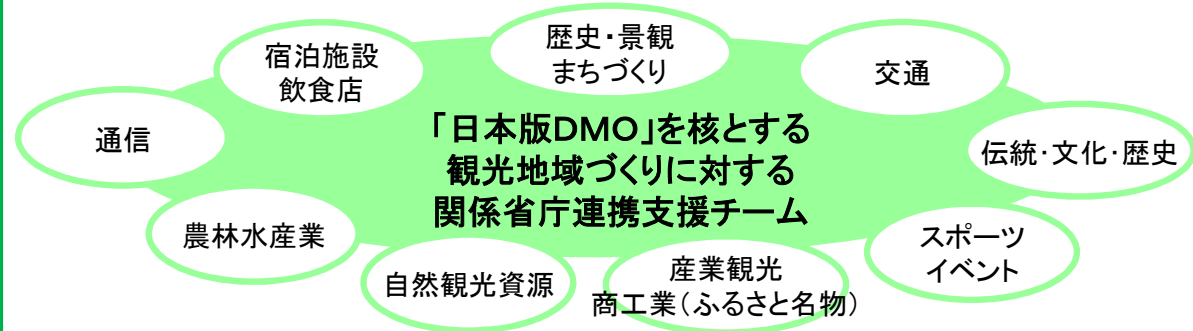 宿泊施設
飲食店
歴史・景観
まちづくり
交通
通信
「日本版DMO」を核とする
観光地域づくりに対する
関係省庁連携支援チーム
伝統・文化・歴史
農林水産業
自然観光資源
産業観光
商工業(ふるさと名物)
スポーツ
イベント